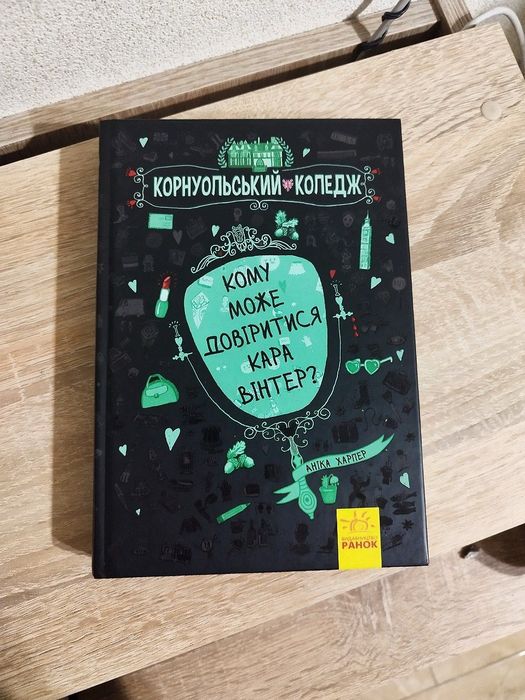 КОРНУОЛЬСЬКИЙ КОЛЕДЖ
КОМУ
МОЖЕ
ДОВІРИТИСЯ
КАРА
ВІНТЕР?
АНІКА ХАРПЕР
ВИДАВНИЦТВО
РАНОК